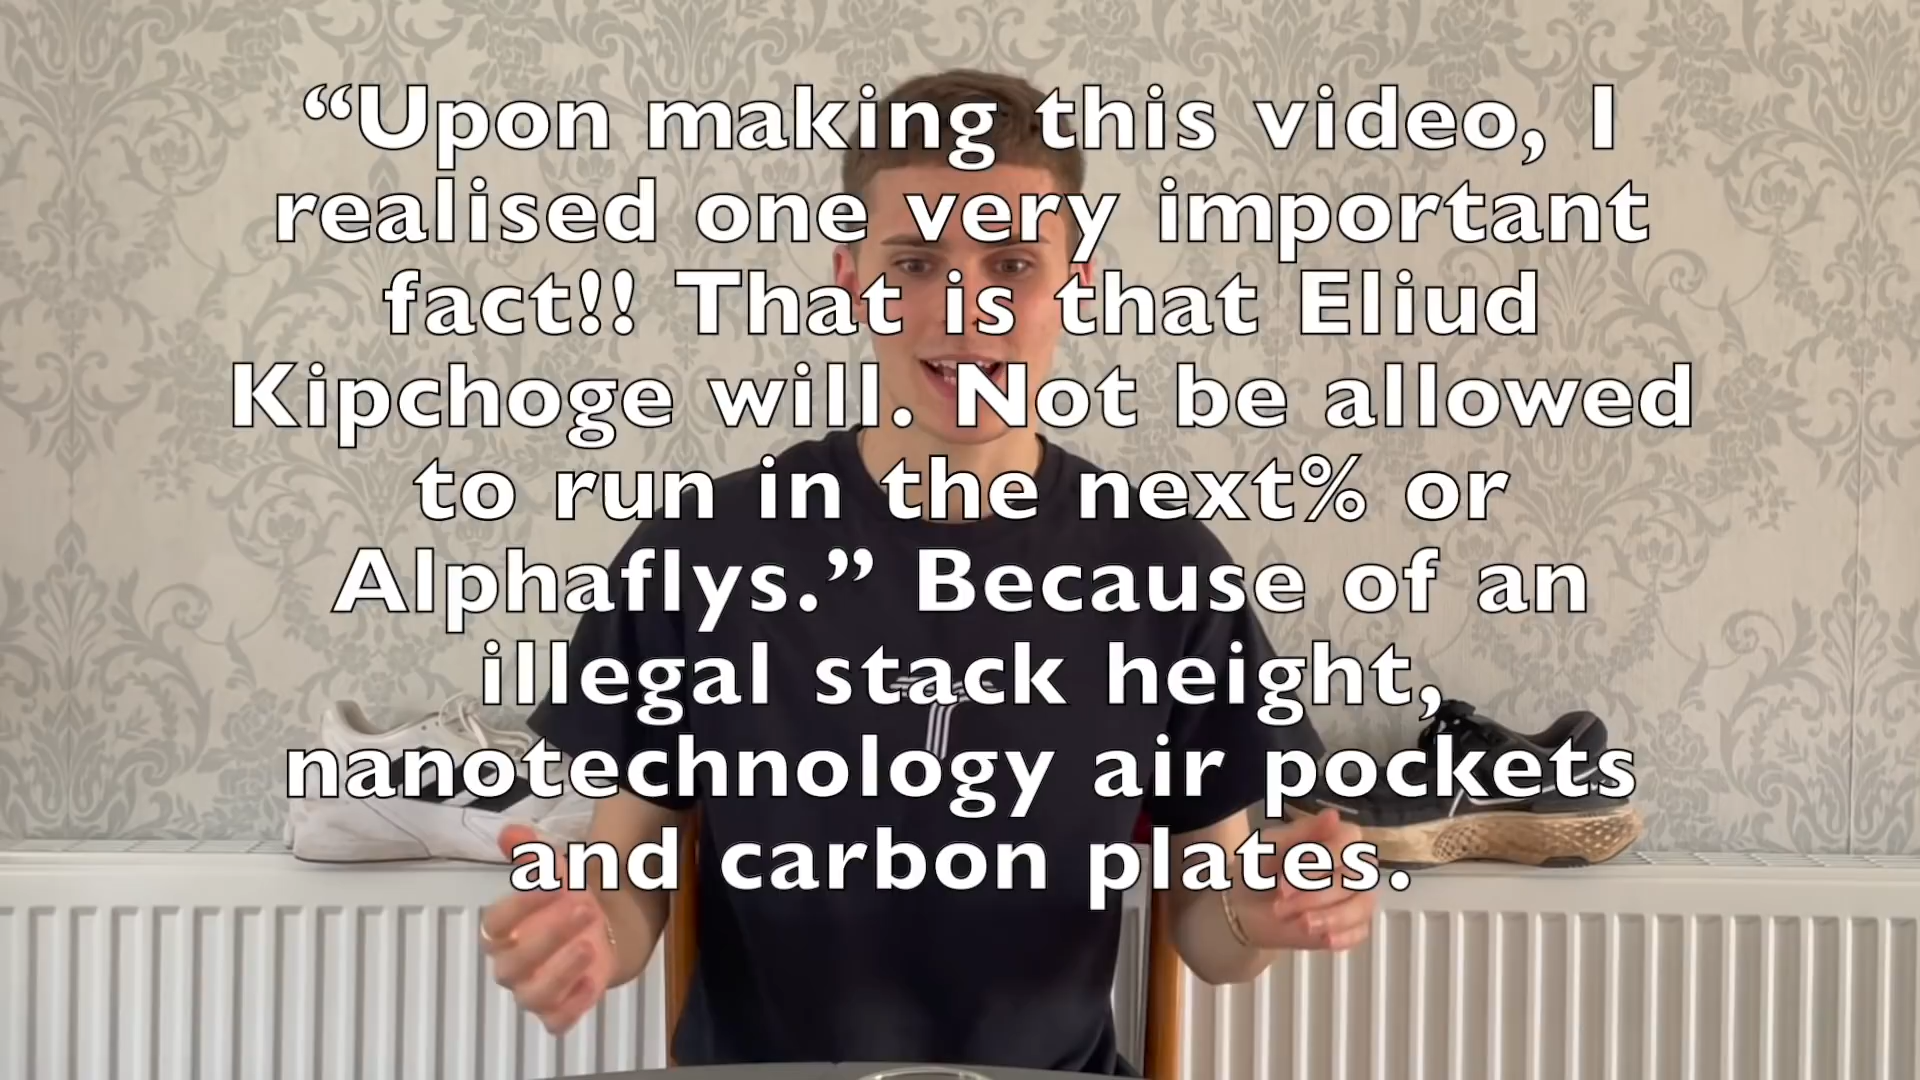 “Upon making this video, I
realised one very important
fact!! That is that Eliud
Kipchoge will. Not be allowed
to run in the next% or
Alphaflys.” Because of an
illegal stack height,
nanotechnology air pockets
and carbon plates.